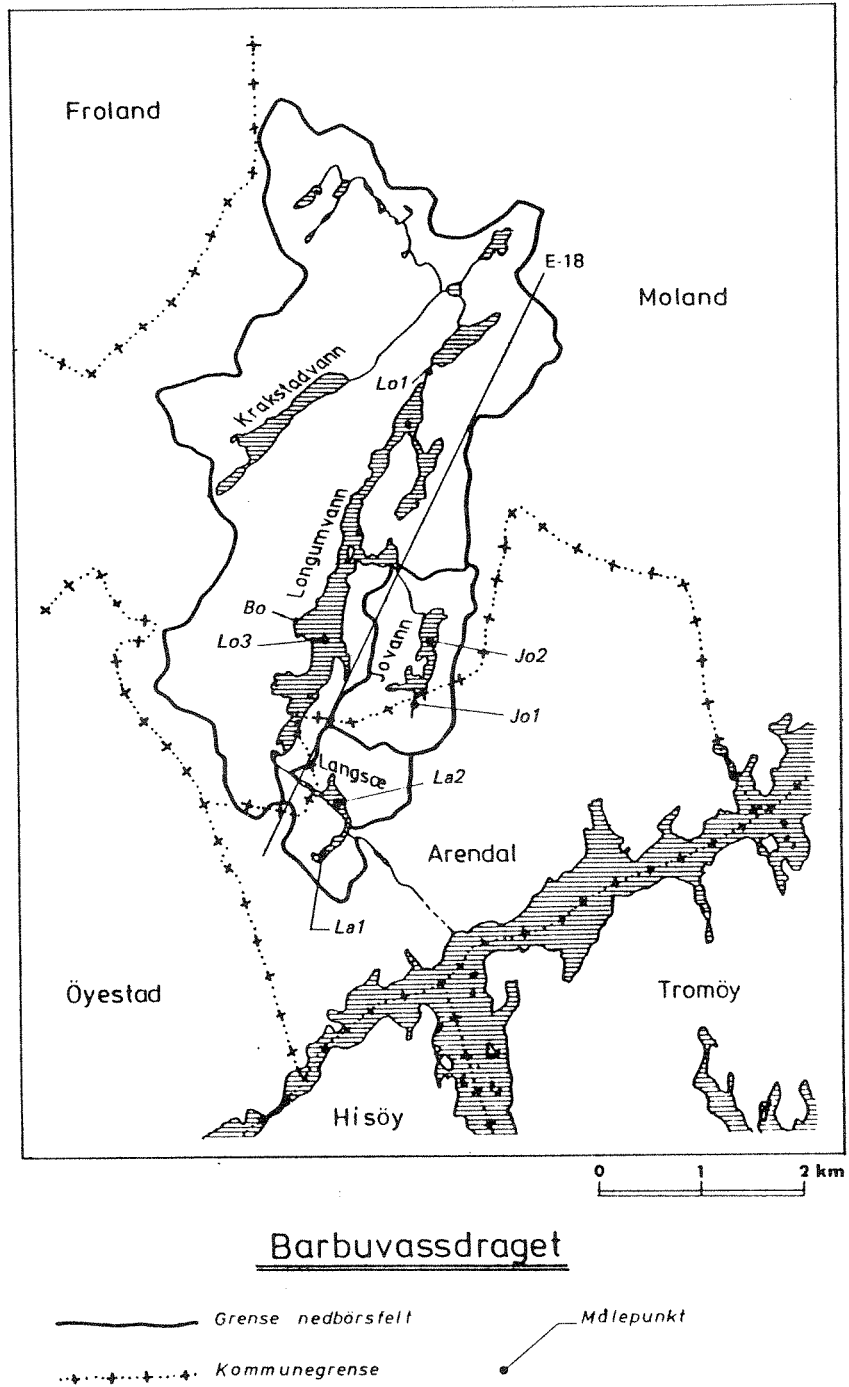 Froland
E-18
Moland
Krakstadvann
Lo1
Longumvann
Bo
Lo3
Jovann
Jo2
Jo1
Langsæ
La2
Arendal
La1
Öyestad
Tromöy
Hisöy
0 1 2 km
Barbuvassdraget
Grense nedbörsfelt
Målepunkt
Kommunegrense